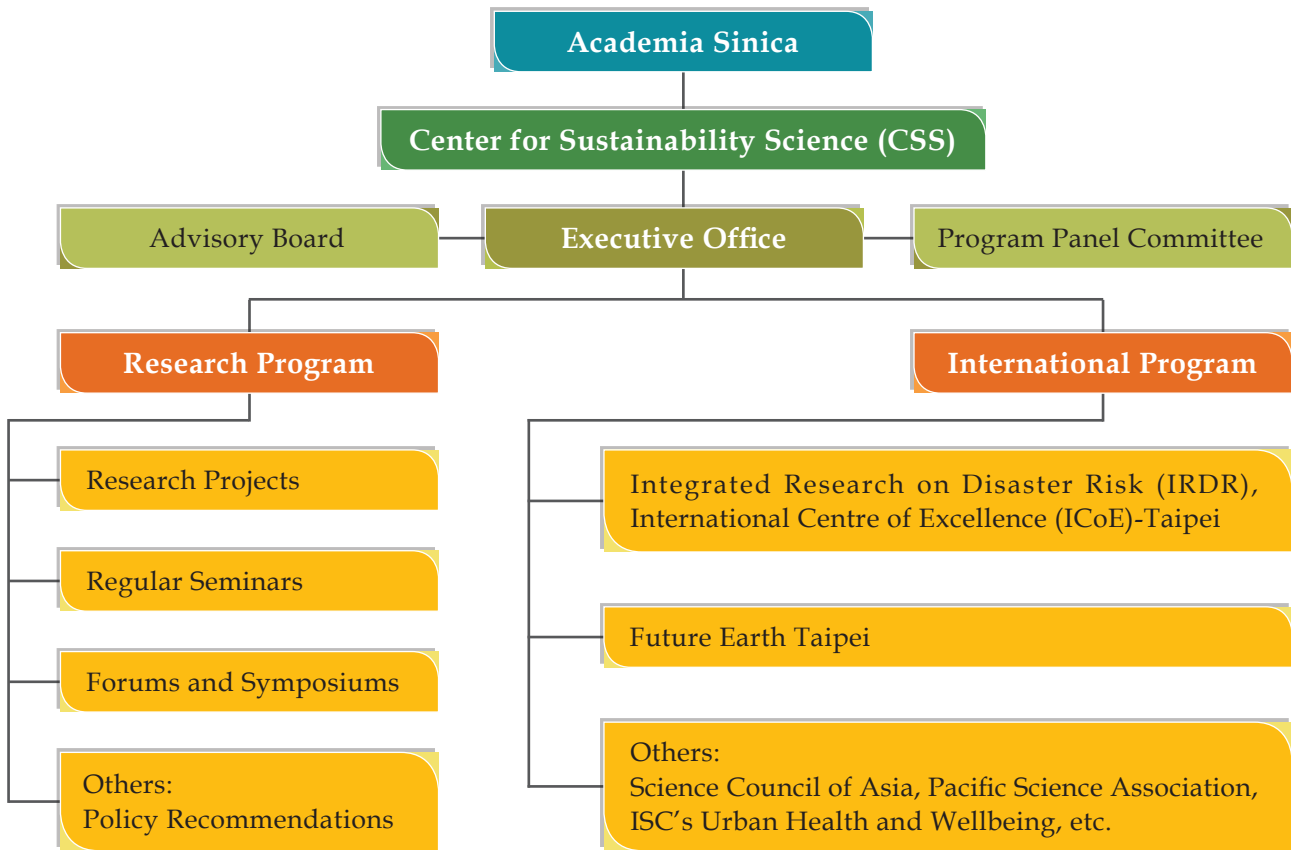 Academia Sinica
Center for Sustainability Science (CSS)
Advisory Board
Executive Office
Program Panel Committee
Research Program
International Program
Research Projects
Regular Seminars
Forums and Symposiums
Others:
Policy Recommendations
Integrated Research on Disaster Risk (IRDR),
International Centre of Excellence (ICoE)-Taipei
Future Earth Taipei
Others:
Science Council of Asia, Pacific Science Association,
ISC’s Urban Health and Wellbeing, etc.